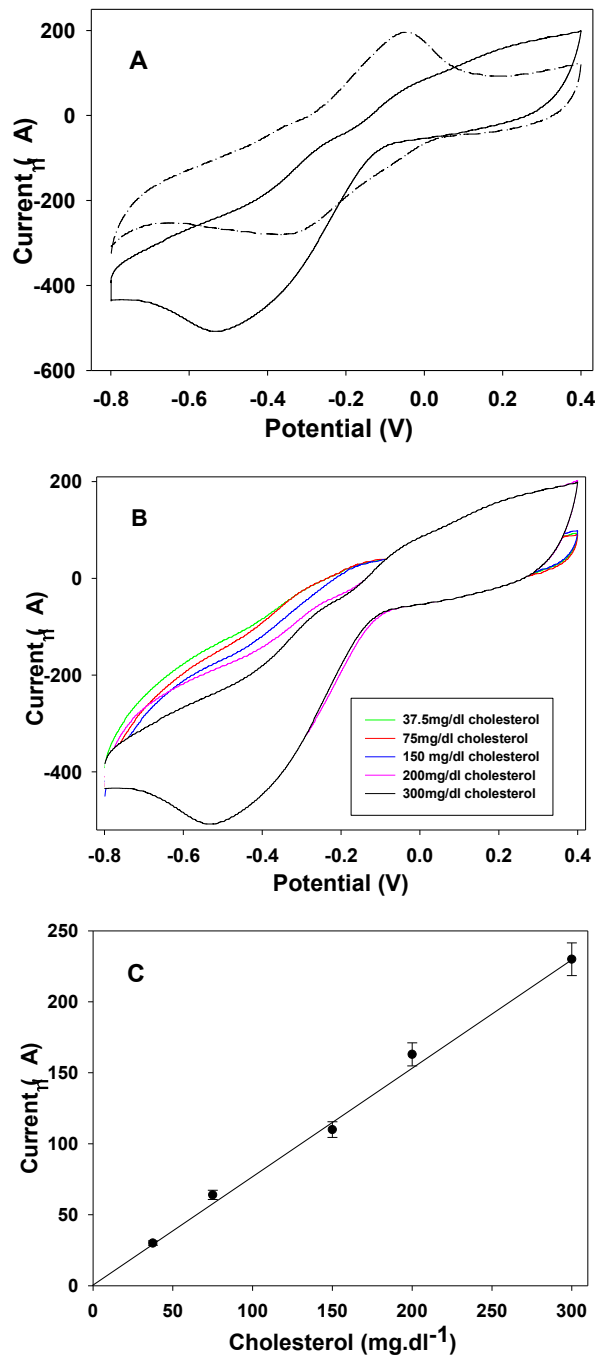 A
200
0
-200
-400
-600
Current η( A)
-0.8 -0.6 -0.4 -0.2 0.0 0.2 0.4
Potential (V)
B
200
0
-200
-400
Current η( A)
37.5mg/dl cholesterol
75mg/dl cholesterol
150 mg/dl cholesterol
200mg/dl cholesterol
300mg/dl cholesterol
-0.8 -0.6 -0.4 -0.2 0.0 0.2 0.4
Potential (V)
C
250
200
150
100
50
0
Current η( A)
0 50 100 150 200 250 300
Cholesterol (mg.dl⁻¹)